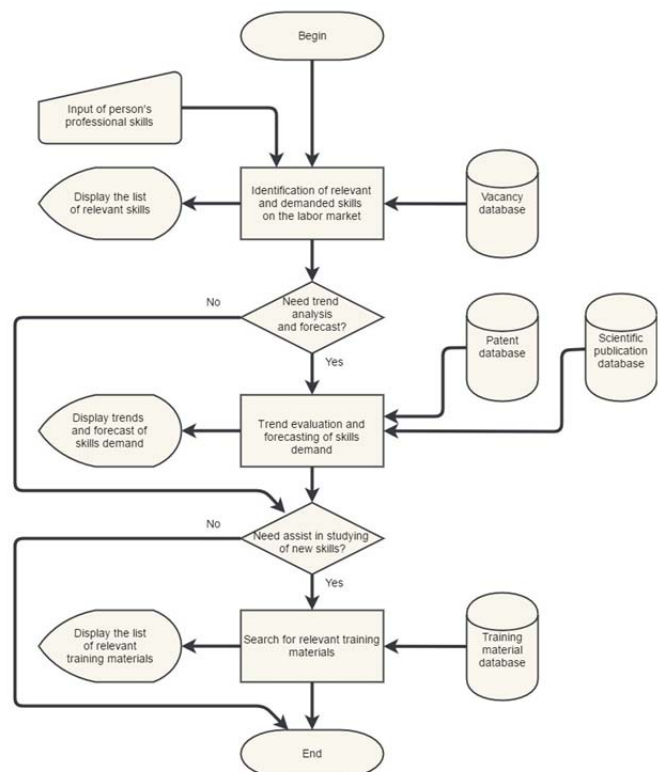 Begin
Input of person's
professional skills
Display the list
of relevant skills
Identification of relevant
and demanded skills
on the labor market
Vacancy
database
No
Need trend
analysis
and forecast?
Yes
Patent
database
Scientific
publication
database
Display trends
and forecast of
skills demand
Trend evaluation and
forecasting of skills
demand
No
Need assist in studying
of new skills?
Yes
Display the list
of relevant
training materials
Search for relevant training
materials
Training
material
database
End